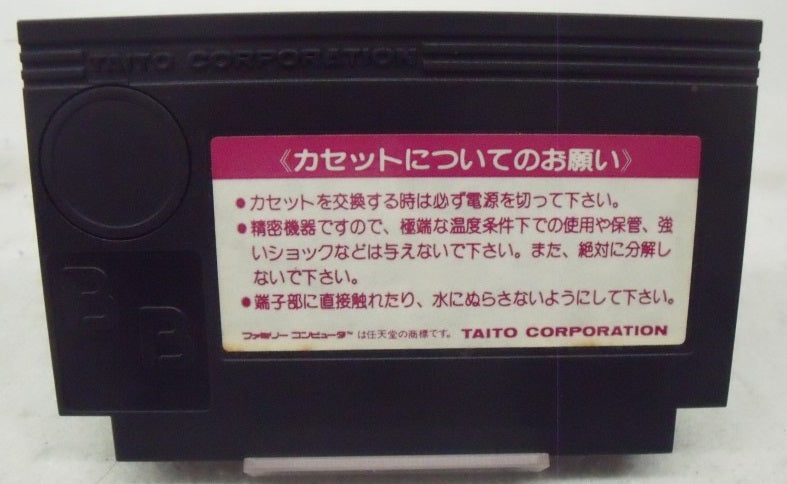 TAITO CORPORATION
《カセットについてのお願い》
●カセットを交換する時は必ず電源を切って下さい。
●精密機器ですので、極端な温度条件下での使用や保管、強
いショックなどは与えないで下さい。また、絶対に分解し
ないで下さい。
●端子部に直接触れたり、水にぬらさないようにして下さい。
ファミリーコンピュータ™は任天堂の商標です。 TAITO CORPORATION
B
B